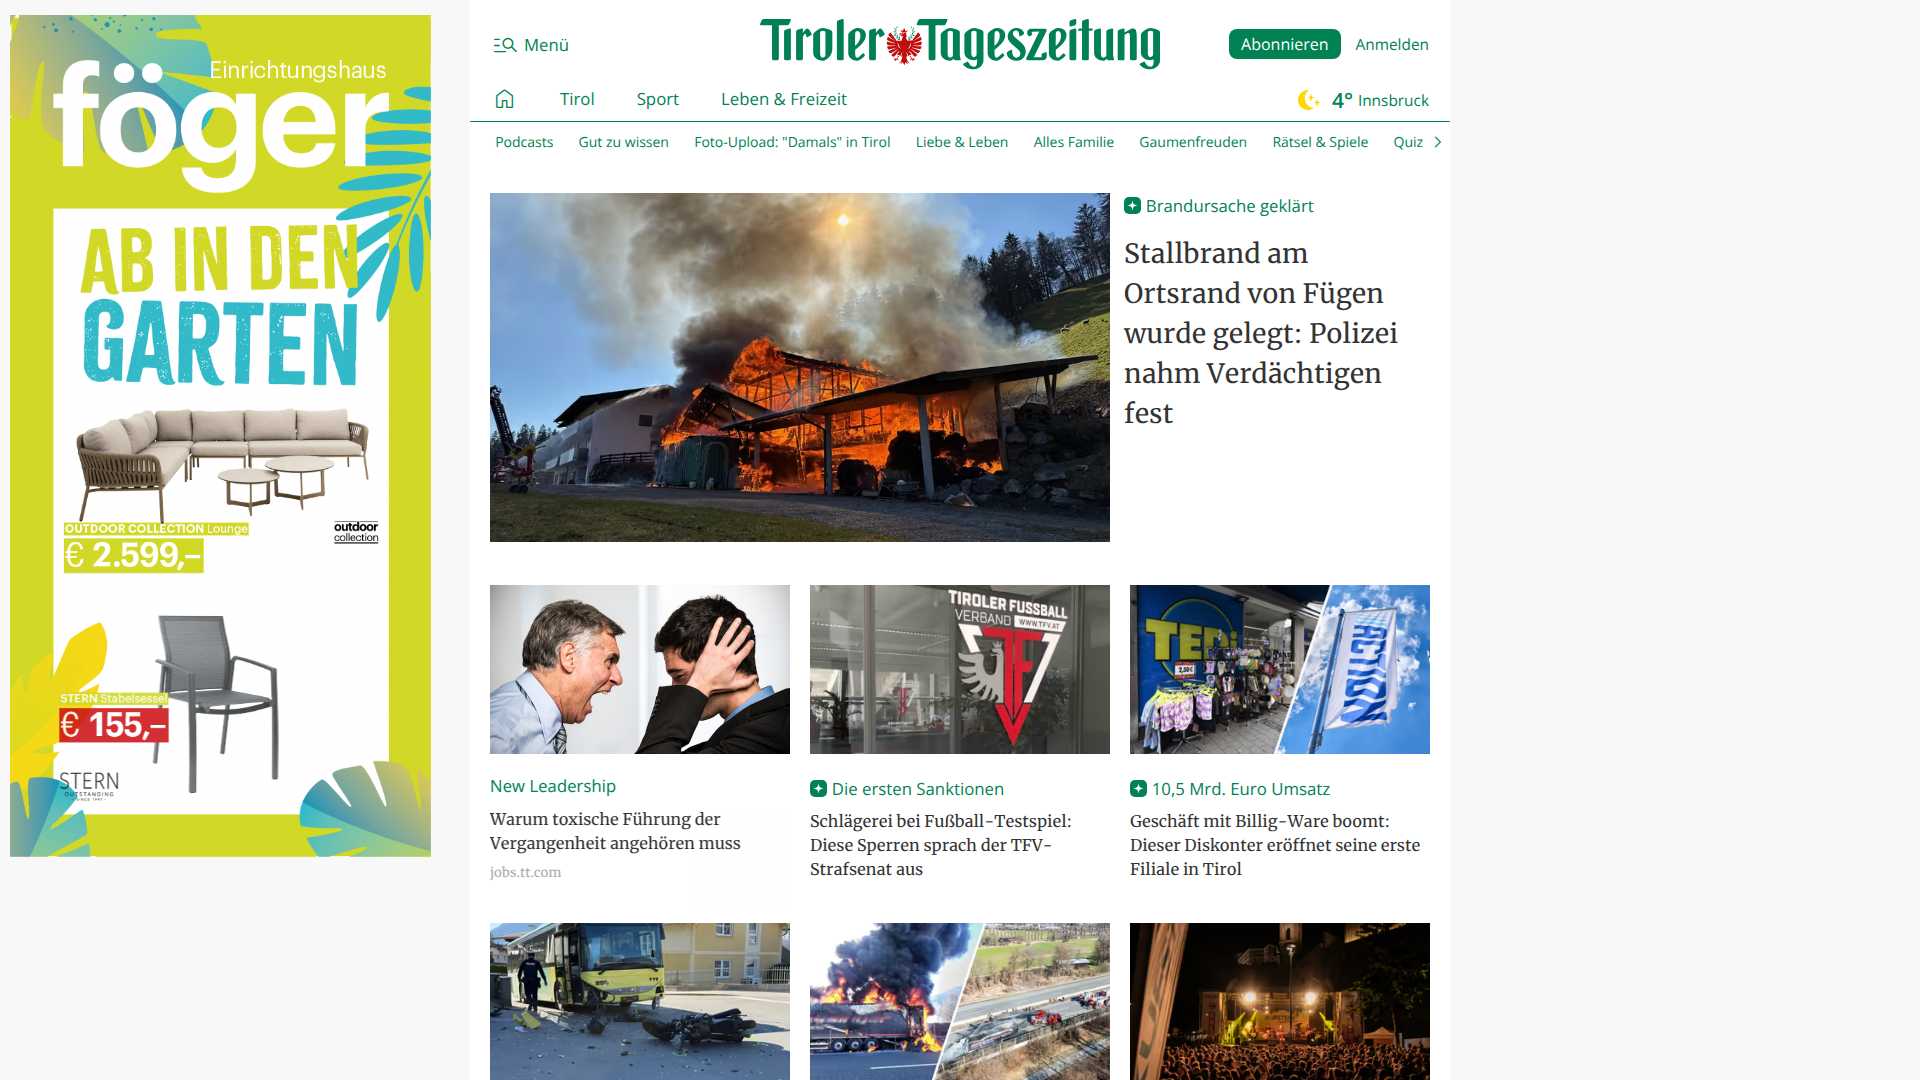 Einrichtungshaus
föger
AB IN DEN
GARTEN
OUTDOOR COLLECTION Lounge
€ 2.599,–
outdoor
collection
STERN Stabelsessel
€ 155,–
STERN
OUTSTANDING
Menü
Tiroler Tageszeitung
Abonnieren
Anmelden
Tirol
Sport
Leben & Freizeit
4° Innsbruck
Podcasts
Gut zu wissen
Foto-Upload: "Damals" in Tirol
Liebe & Leben
Alles Familie
Gaumenfreuden
Rätsel & Spiele
Quiz
Brandursache geklärt
Stallbrand am
Ortsrand von Fügen
wurde gelegt: Polizei
nahm Verdächtigen
fest
New Leadership
Warum toxische Führung der
Vergangenheit angehören muss
jobs.tt.com
TIROLER FUSSBALL
VERBAND WWW.TFV.AT
Die ersten Sanktionen
Schlägerei bei Fußball-Testspiel:
Diese Sperren sprach der TFV-
Strafsenat aus
TEDi
2.50€
ACTION
10,5 Mrd. Euro Umsatz
Geschäft mit Billig-Ware boomt:
Dieser Diskonter eröffnet seine erste
Filiale in Tirol